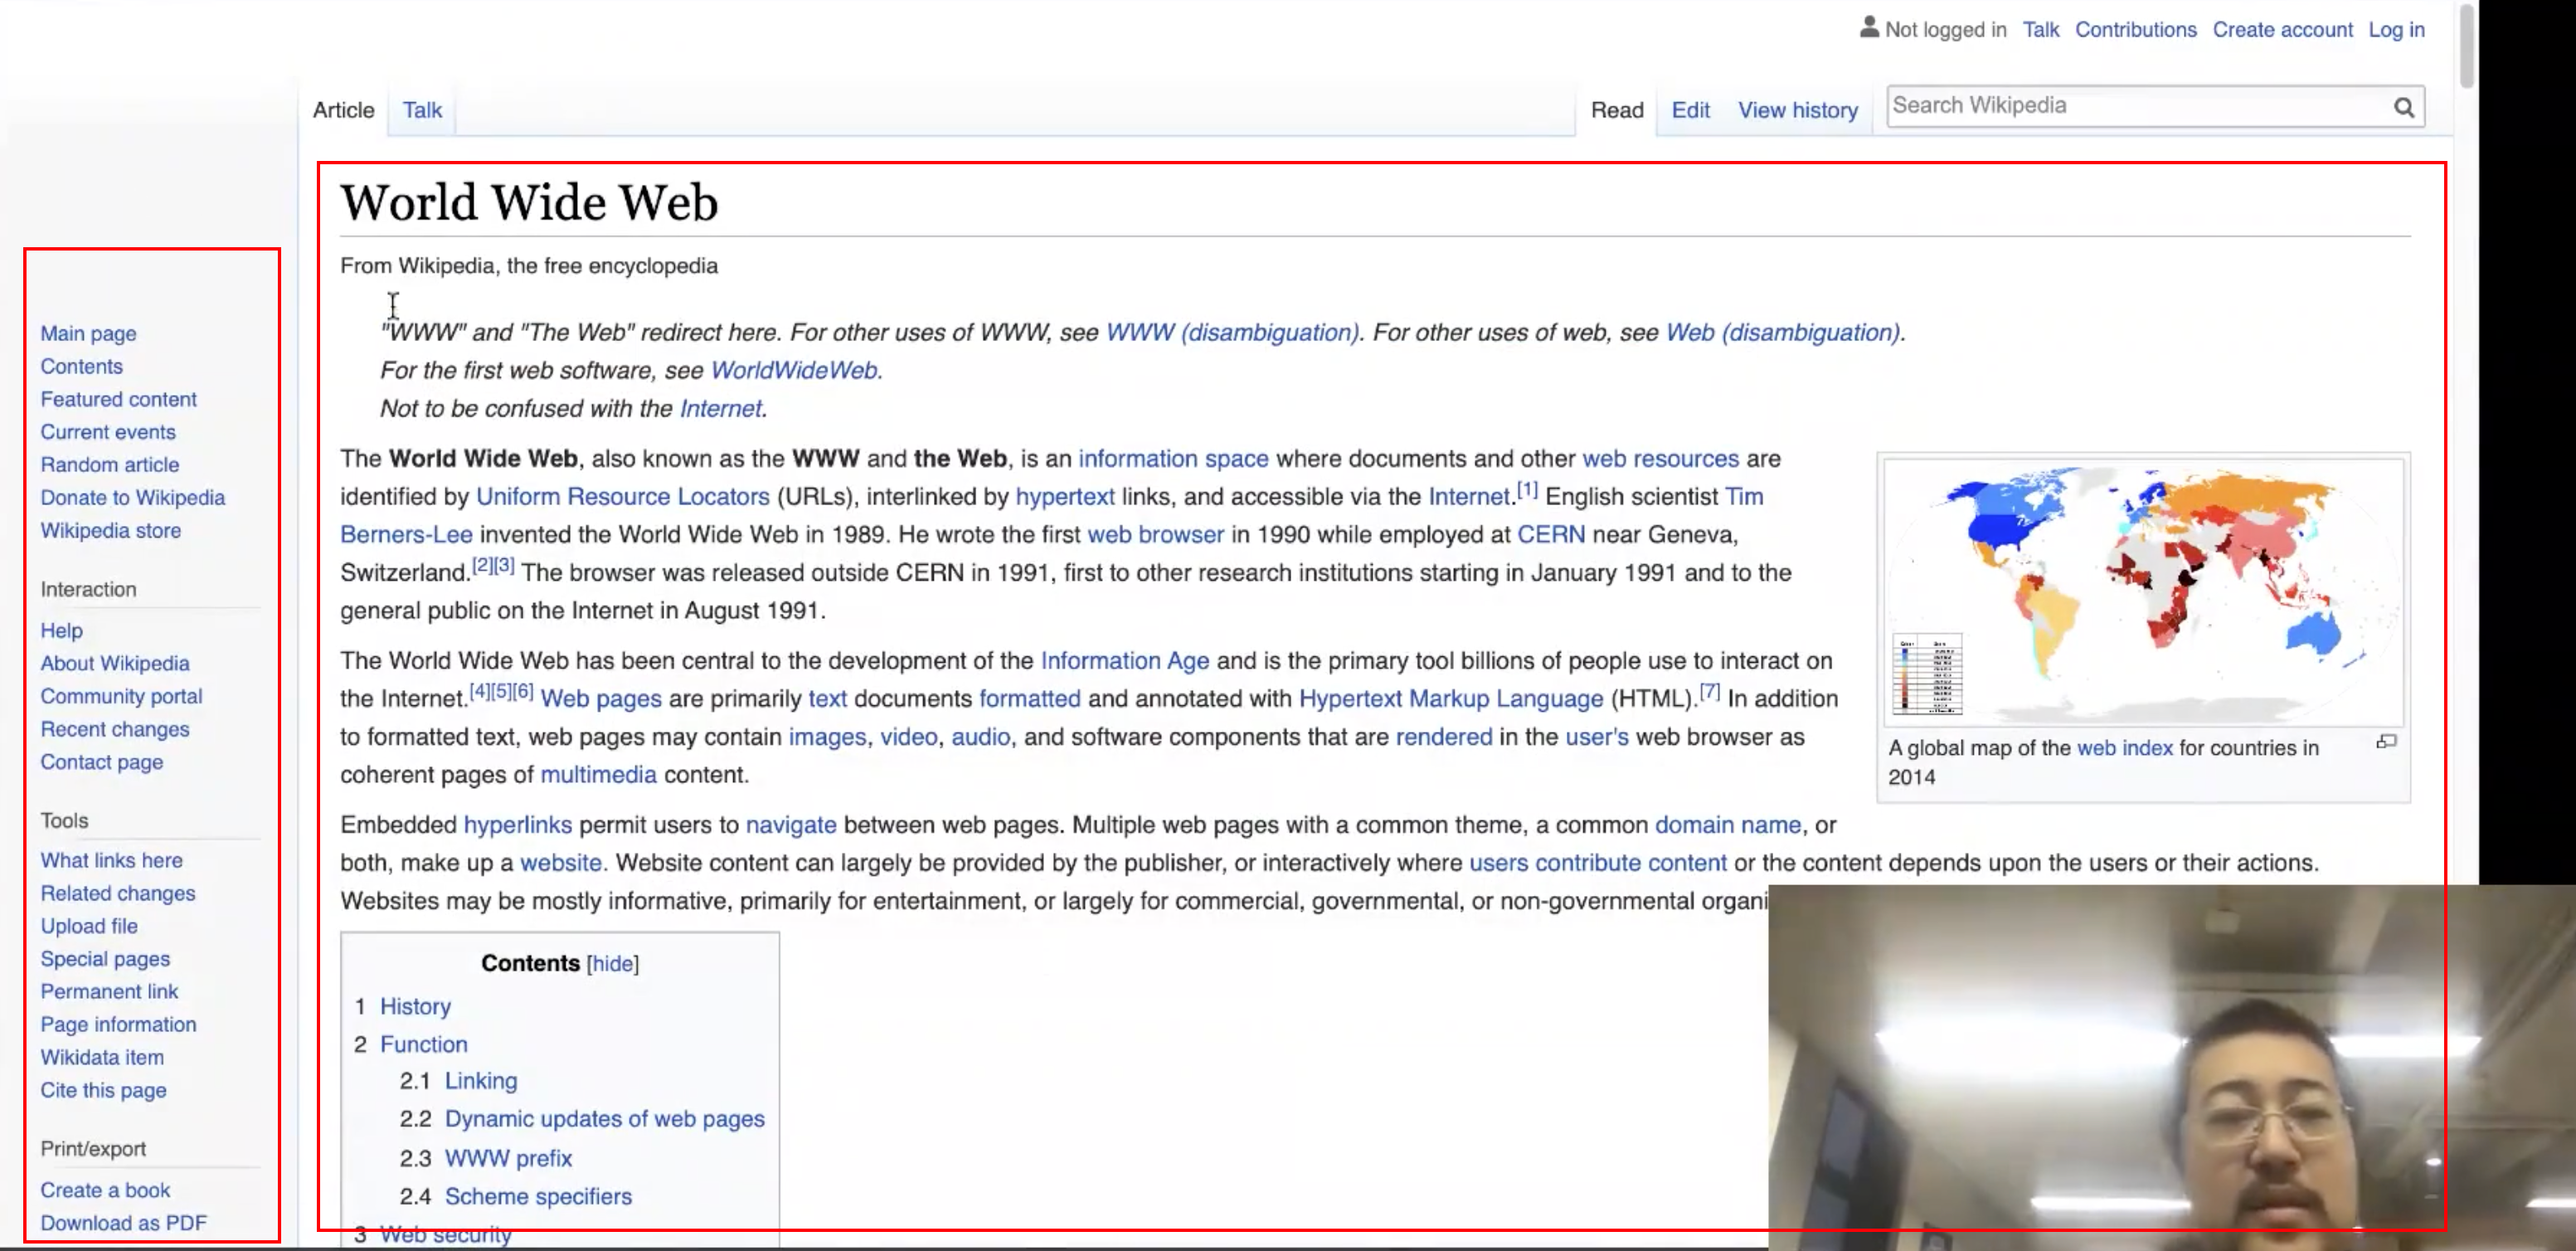 Not logged in Talk Contributions Create account Log in
Article Talk Read Edit View history Search Wikipedia
Main page
Contents
Featured content
Current events
Random article
Donate to Wikipedia
Wikipedia store
Interaction
Help
About Wikipedia
Community portal
Recent changes
Contact page
Tools
What links here
Related changes
Upload file
Special pages
Permanent link
Page information
Wikidata item
Cite this page
Print/export
Create a book
Download as PDF
World Wide Web
From Wikipedia, the free encyclopedia
"WWW" and "The Web" redirect here. For other uses of WWW, see WWW (disambiguation). For other uses of web, see Web (disambiguation).
For the first web software, see WorldWideWeb.
Not to be confused with the Internet.
The World Wide Web, also known as the WWW and the Web, is an information space where documents and other web resources are
identified by Uniform Resource Locators (URLs), interlinked by hypertext links, and accessible via the Internet.[1] English scientist Tim
Berners-Lee invented the World Wide Web in 1989. He wrote the first web browser in 1990 while employed at CERN near Geneva,
Switzerland.[2][3] The browser was released outside CERN in 1991, first to other research institutions starting in January 1991 and to the
general public on the Internet in August 1991.
The World Wide Web has been central to the development of the Information Age and is the primary tool billions of people use to interact on
the Internet.[4][5][6] Web pages are primarily text documents formatted and annotated with Hypertext Markup Language (HTML).[7] In addition
to formatted text, web pages may contain images, video, audio, and software components that are rendered in the user's web browser as
coherent pages of multimedia content.
A global map of the web index for countries in
2014
Embedded hyperlinks permit users to navigate between web pages. Multiple web pages with a common theme, a common domain name, or
both, make up a website. Website content can largely be provided by the publisher, or interactively where users contribute content or the content depends upon the users or their actions.
Websites may be mostly informative, primarily for entertainment, or largely for commercial, governmental, or non-governmental organi
Contents [hide]
1 History
2 Function
2.1 Linking
2.2 Dynamic updates of web pages
2.3 WWW prefix
2.4 Scheme specifiers
3 Web security